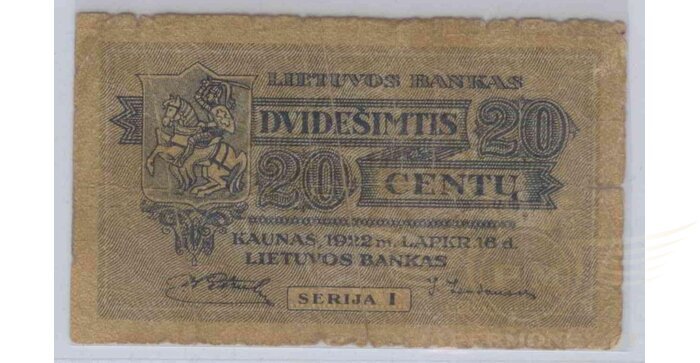 LIETUVOS BANKAS
DVIDEŠIMTIS 20
20 CENTŲ
KAUNAS, 1922 m. LAPKR. 16 d.
LIETUVOS BANKAS
SERIJA I